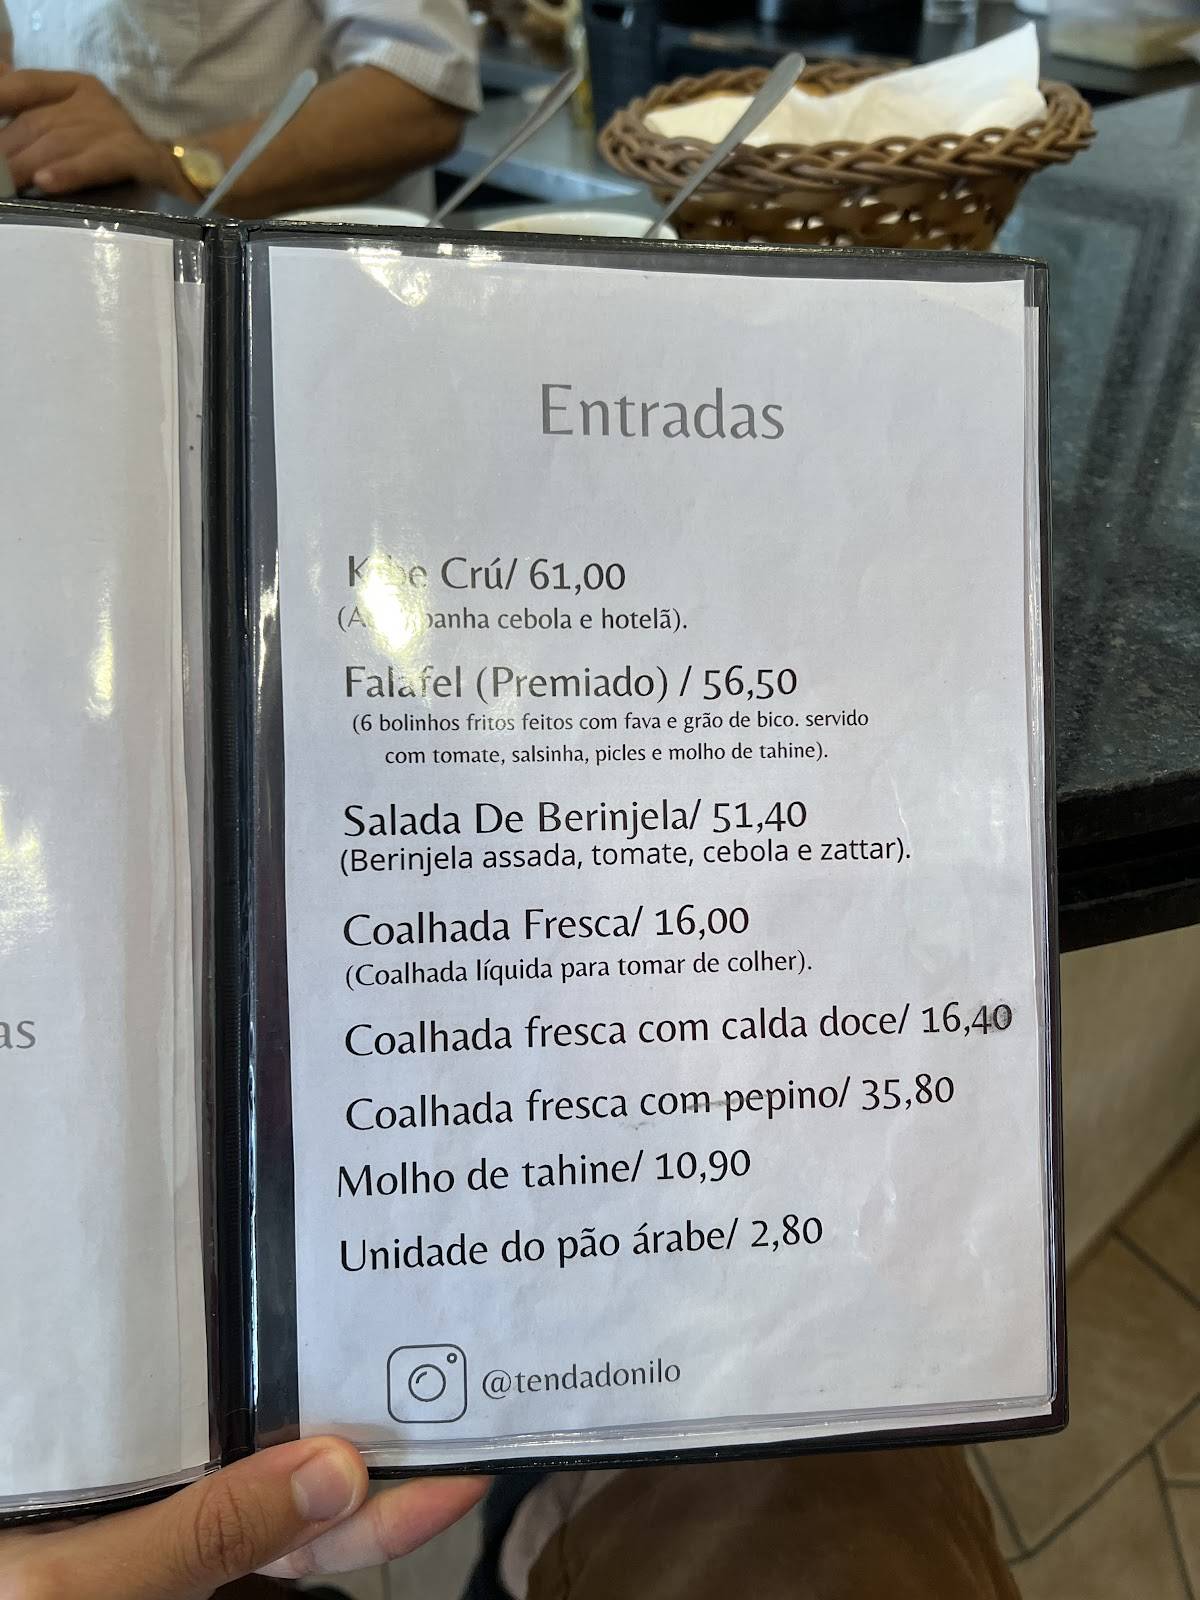 Entradas
Crú/ 61,00
cebola e hotelã).
Falafel (Premiado) / 56,50
(6 bolinhos fritos feitos com fava e grão de bico. servido
com tomate, salsinha, picles e molho de tahine).
Salada De Berinjela/ 51,40
(Berinjela assada, tomate, cebola e zattar).
Coalhada Fresca/ 16,00
(Coalhada líquida para tomar de colher).
Coalhada fresca com calda doce/ 16,40
Coalhada fresca com pepino/ 35,80
Molho de tahine/ 10,90
Unidade do pão árabe/ 2,80
@tendadonilo